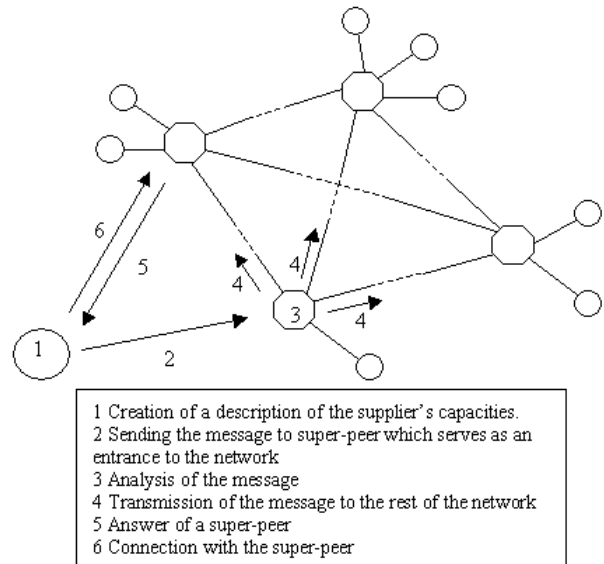 6
5
4
4
4
3
1
2
1 Creation of a description of the supplier's capacities.
2 Sending the message to super-peer which serves as an
entrance to the network
3 Analysis of the message
4 Transmission of the message to the rest of the network
5 Answer of a super-peer
6 Connection with the super-peer